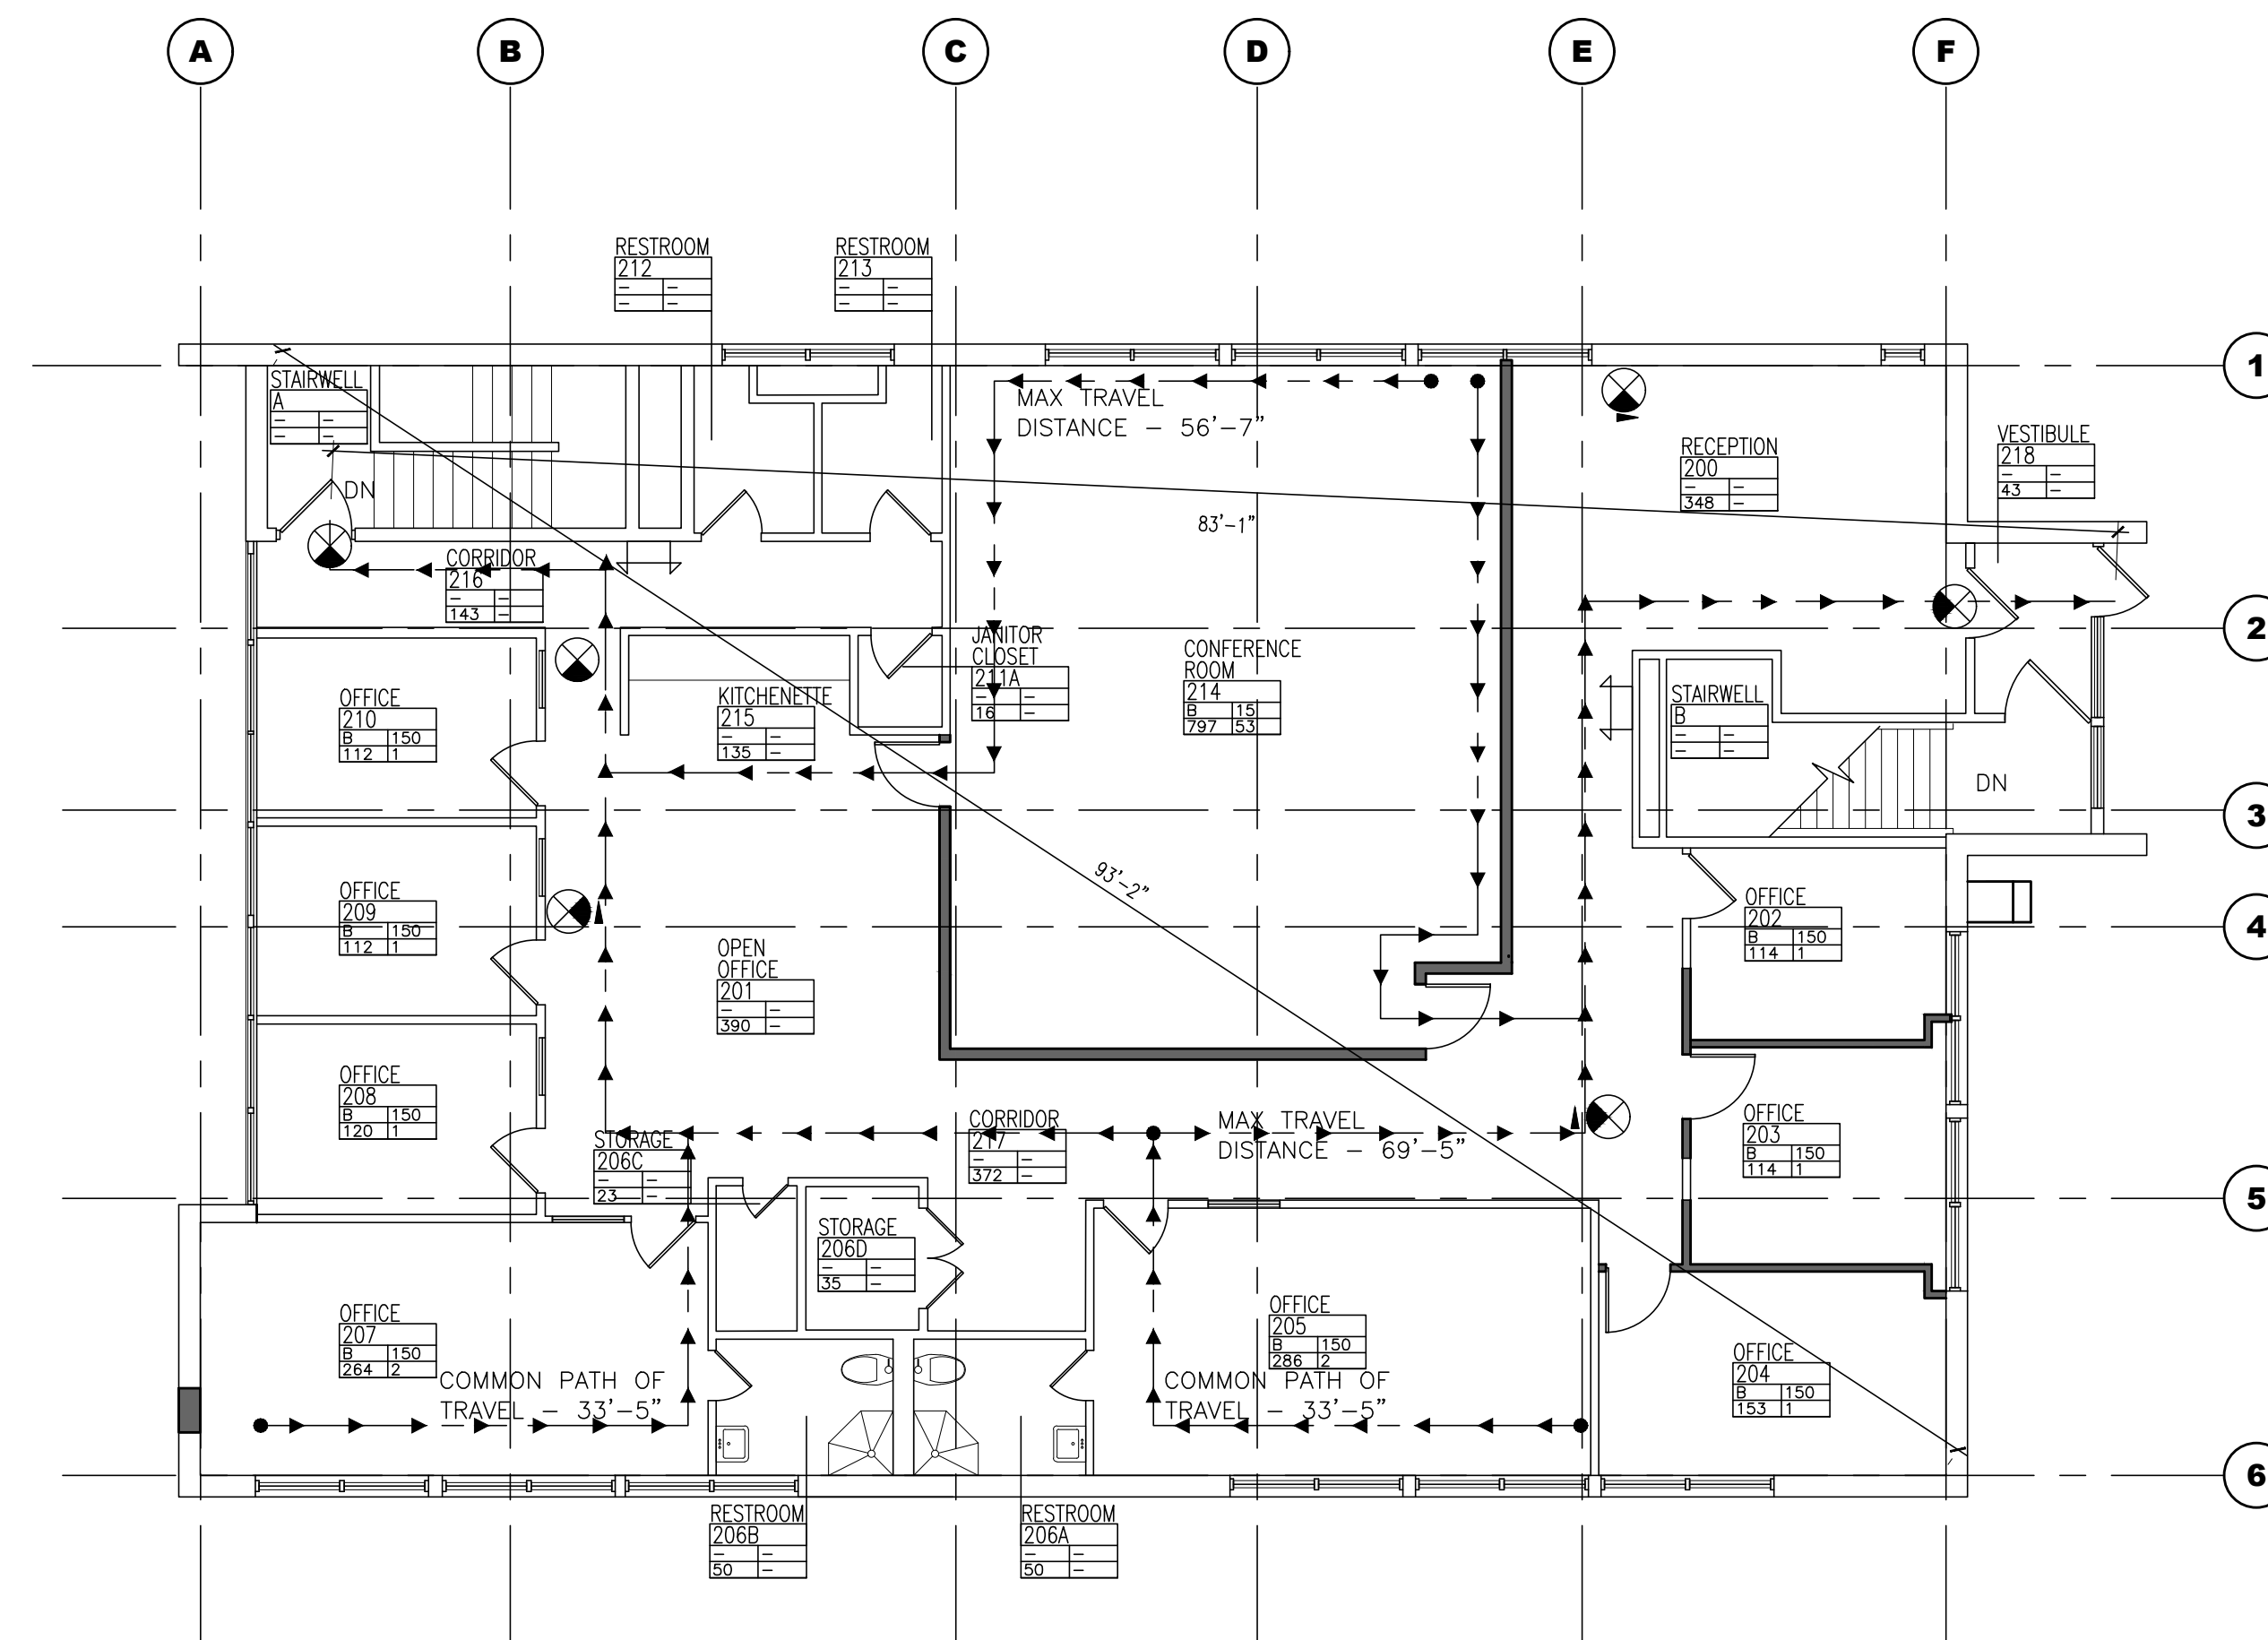 A
B
C
D
E
F
RESTROOM
212
– –
– –
RESTROOM
213
– –
– –
1
STAIRWELL
A
– –
– –
DN
MAX TRAVEL
DISTANCE – 56'–7"
RECEPTION
200
– –
348 –
VESTIBULE
218
– –
43 –
83'–1"
CORRIDOR
216
– –
143 –
2
JANITOR
CLOSET
211A
– –
16 –
CONFERENCE
ROOM
214
B 15
797 53
OFFICE
210
B 150
112 1
KITCHENETTE
215
– –
135 –
STAIRWELL
B
– –
– –
DN
3
93'–2"
OFFICE
209
B 150
112 1
OFFICE
202
B 150
114 1
4
OPEN
OFFICE
201
– –
390 –
OFFICE
208
B 150
120 1
STORAGE
206C
– –
23 –
CORRIDOR
217
– –
372 –
MAX TRAVEL
DISTANCE – 69'–5"
OFFICE
203
B 150
114 1
5
STORAGE
206D
– –
35 –
OFFICE
207
B 150
264 2
COMMON PATH OF
TRAVEL – 33'–5"
OFFICE
205
B 150
286 2
COMMON PATH OF
TRAVEL – 33'–5"
OFFICE
204
B 150
153 1
6
RESTROOM
206B
– –
50 –
RESTROOM
206A
– –
50 –